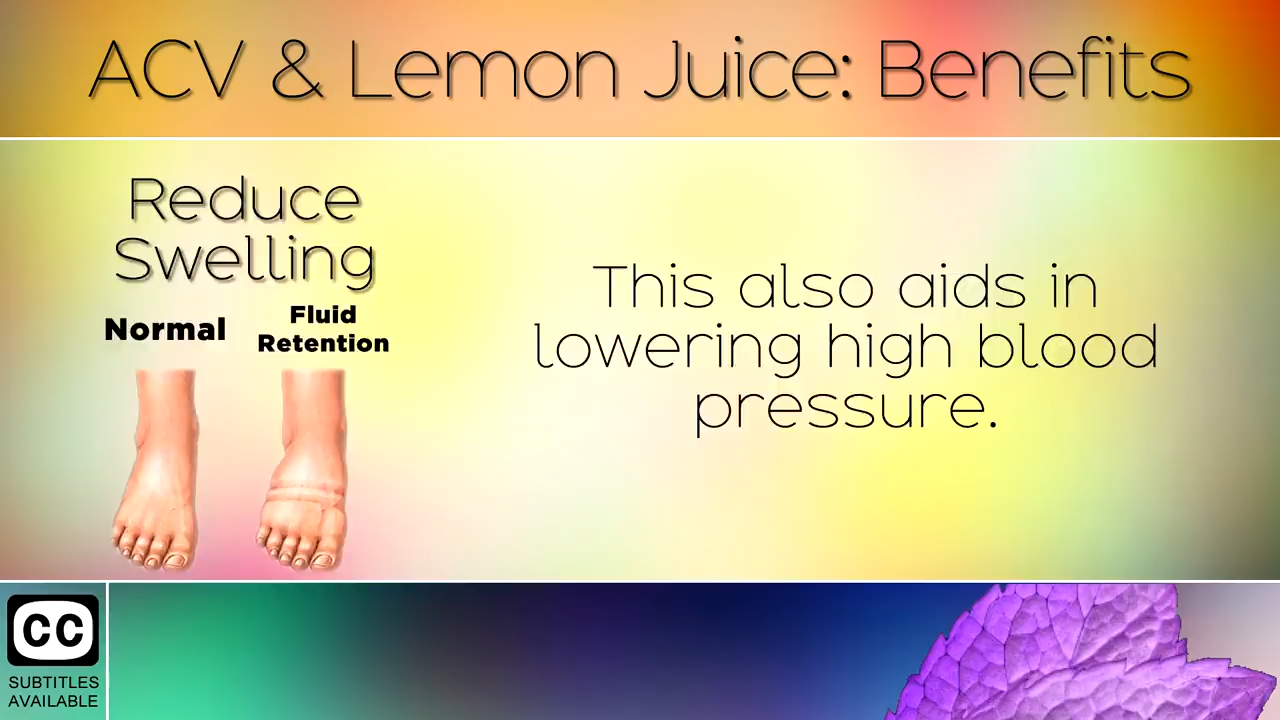 ACV & Lemon Juice: Benefits
Reduce
Swelling
Normal
Fluid
Retention
This also aids in
lowering high blood
pressure.
CC
SUBTITLES
AVAILABLE